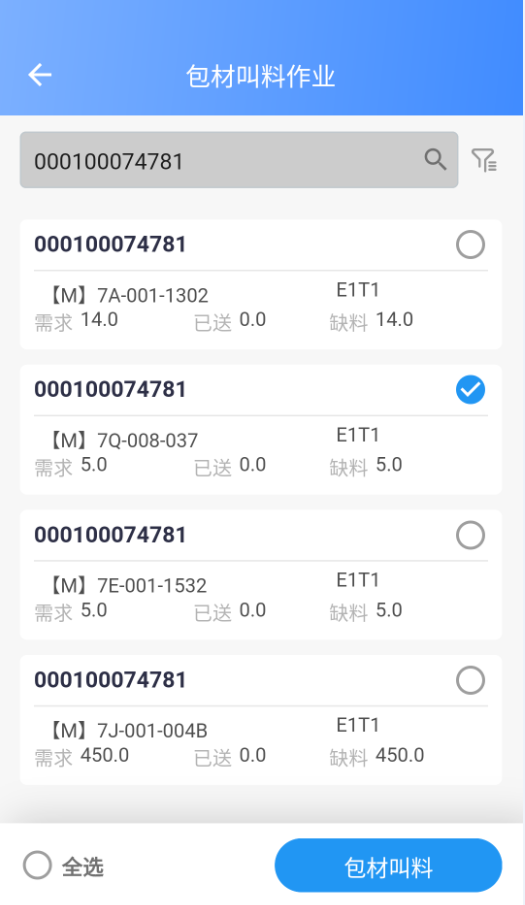 包材叫料作业
000100074781
000100074781
【M】7A-001-1302 E1T1
需求 14.0 已送 0.0 缺料 14.0
000100074781
【M】7Q-008-037 E1T1
需求 5.0 已送 0.0 缺料 5.0
000100074781
【M】7E-001-1532 E1T1
需求 5.0 已送 0.0 缺料 5.0
000100074781
【M】7J-001-004B E1T1
需求 450.0 已送 0.0 缺料 450.0
全选 包材叫料